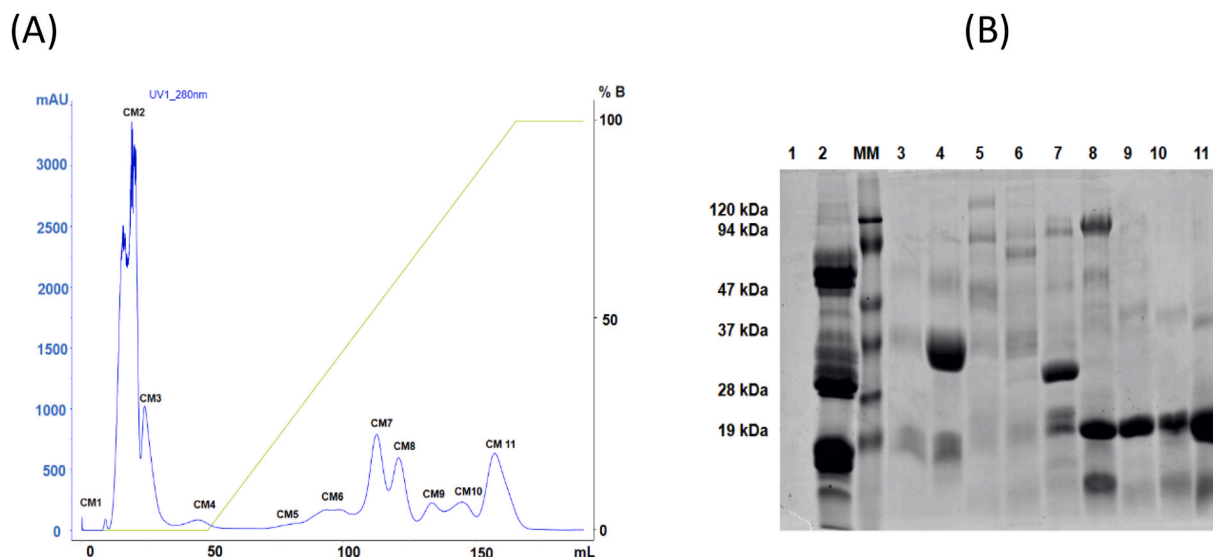 (A)
(B)
mAU
UV1_280nm
% B
CM2
100
3000
2500
2000
1500
1000
500
0
CM3
CM1
CM4
CM5
CM6
CM7
CM8
CM9
CM10
CM 11
50
0
0
50
100
150
mL
1 2 MM 3 4 5 6 7 8 9 10 11
120 kDa
94 kDa
47 kDa
37 kDa
28 kDa
19 kDa